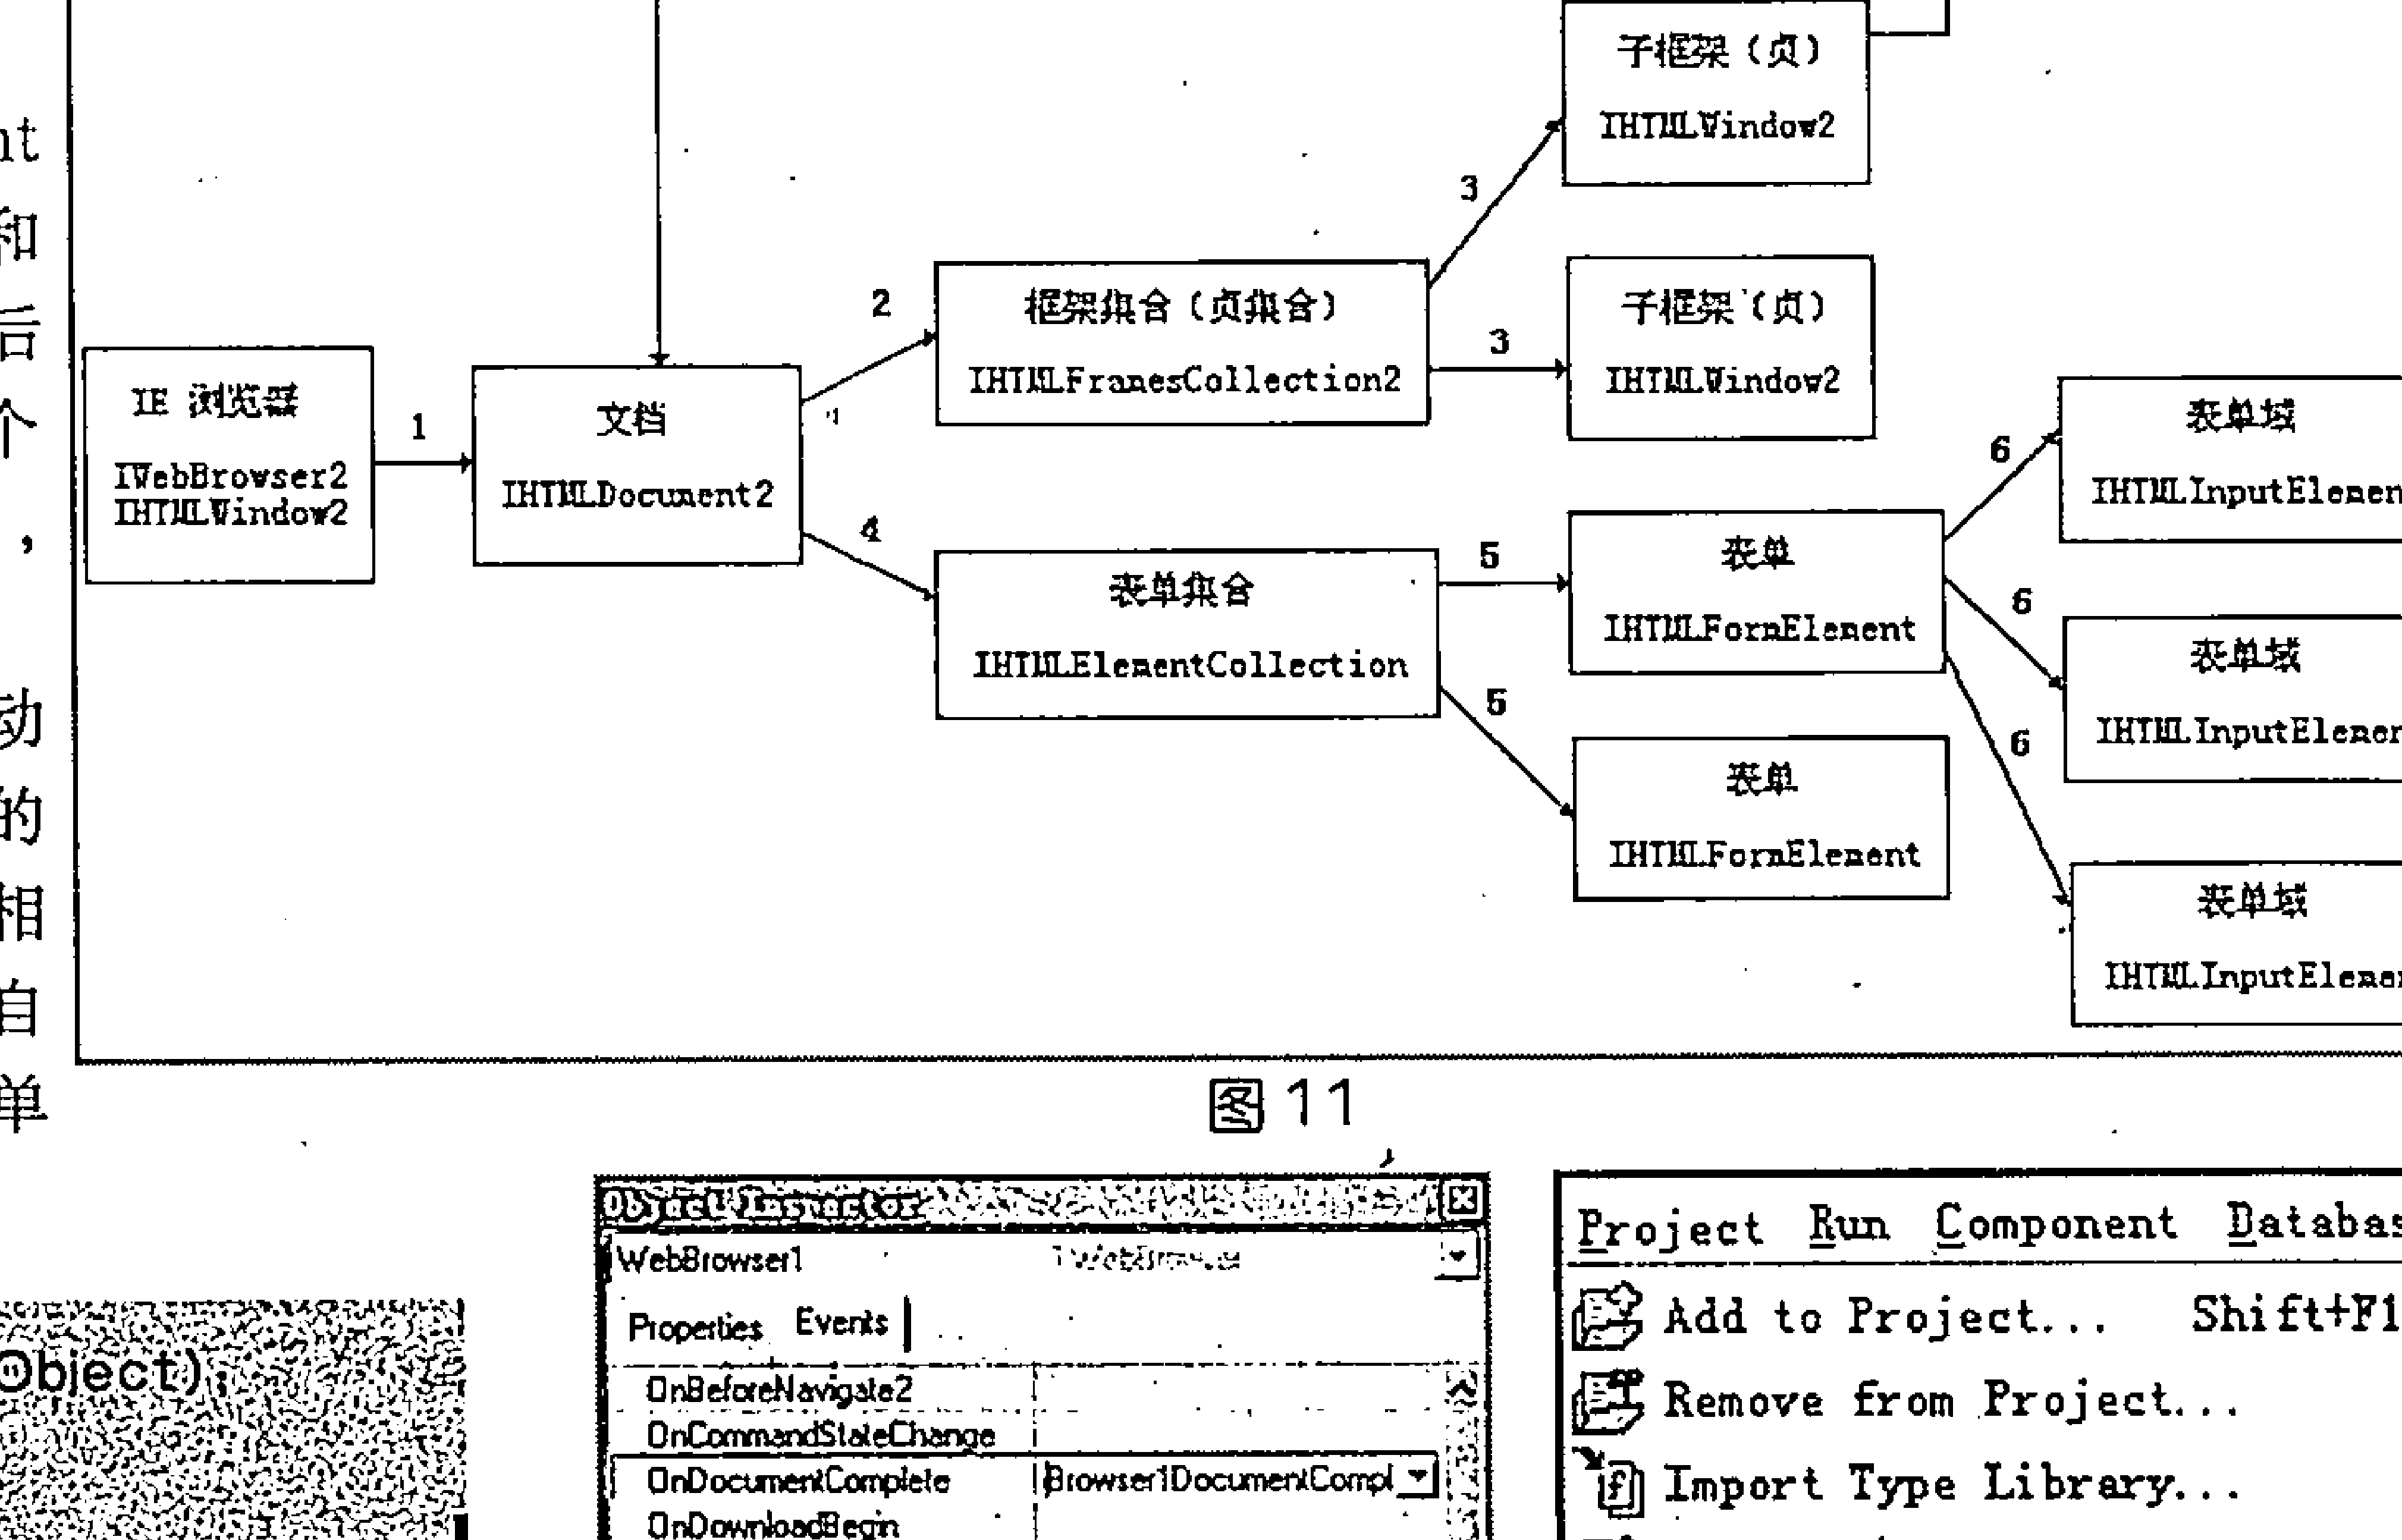 nt
和
后
个
，
动
的
相
自
单
子框架（贞）
IHTMLWindow2
3
2
框架集合（贞集合）
IHTMLFramesCollection2
3
子框架（贞）
IHTMLWindow2
IE 浏览器
IWebBrowser2
IHTMLWindow2
1
文档
IHTMLDocument2
4
表单集合
IHTMLElementCollection
5
表单
IHTMLFormElement
5
表单
IHTMLFormElement
6
表单域
IHTMLInputElemen
6
表单域
IHTMLInputElemen
6
表单域
IHTMLInputElemen
图 11
Object Inspector
WebBrowser1 TWebBrowser
Properties Events
OnBeforeNavigate2
OnCommandStateChange
OnDocumentComplete Browser1DocumentCompl
OnDownloadBegin
Object);
Project Run Component Databas
Add to Project... Shift+F1
Remove from Project...
Import Type Library...